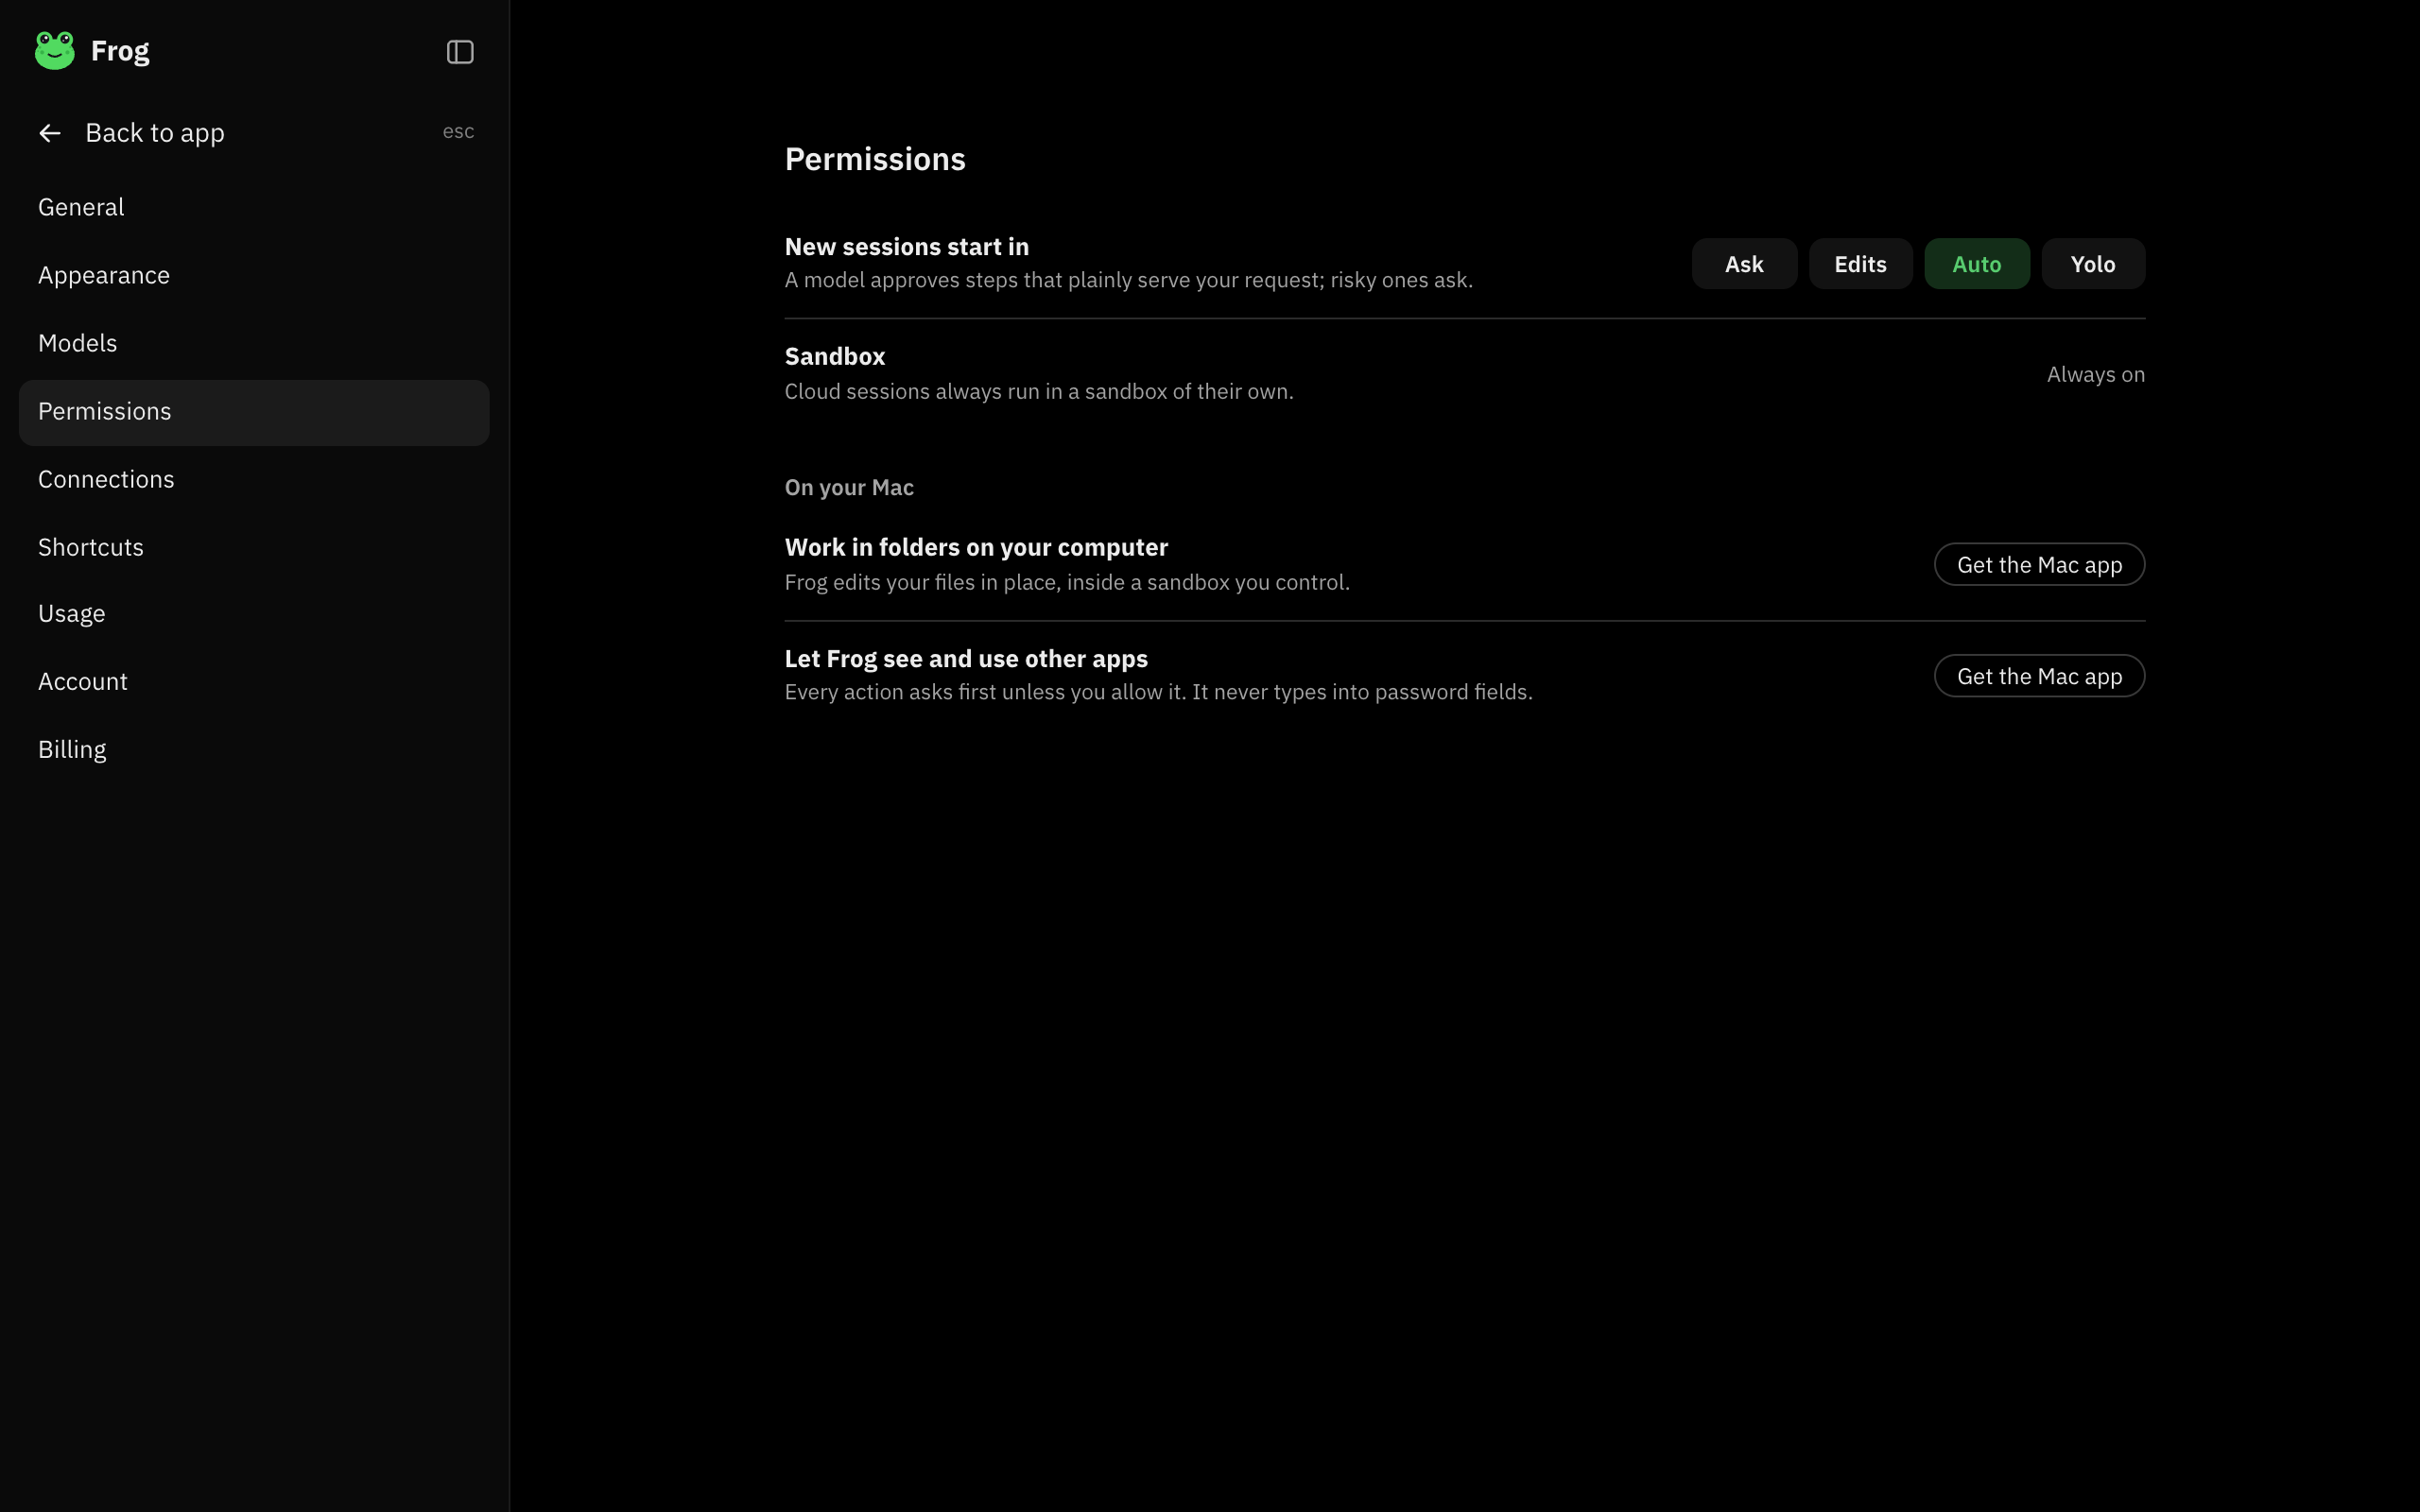 Frog
Back to app
esc
General
Appearance
Models
Permissions
Connections
Shortcuts
Usage
Account
Billing
Permissions
New sessions start in
A model approves steps that plainly serve your request; risky ones ask.
Ask
Edits
Auto
Yolo
Sandbox
Cloud sessions always run in a sandbox of their own.
Always on
On your Mac
Work in folders on your computer
Frog edits your files in place, inside a sandbox you control.
Get the Mac app
Let Frog see and use other apps
Every action asks first unless you allow it. It never types into password fields.
Get the Mac app